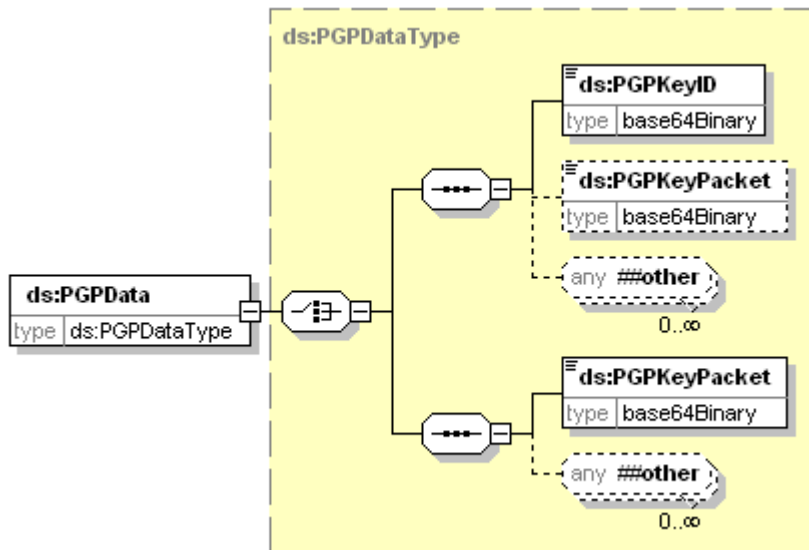 ds:PGPDataType
ds:PGPKeyID
type base64Binary
ds:PGPKeyPacket
type base64Binary
any ##other
0..∞
ds:PGPData
type ds:PGPDataType
ds:PGPKeyPacket
type base64Binary
any ##other
0..∞